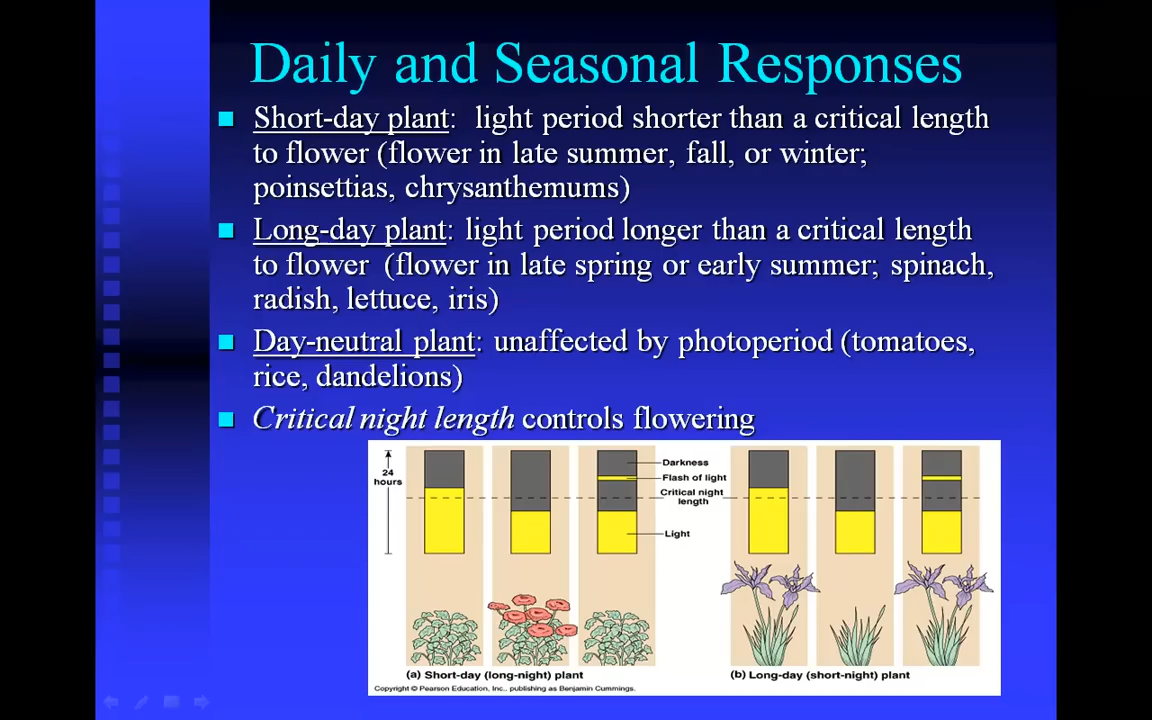 Daily and Seasonal Responses
Short-day plant: light period shorter than a critical length
to flower (flower in late summer, fall, or winter;
poinsettias, chrysanthemums)
Long-day plant: light period longer than a critical length
to flower (flower in late spring or early summer; spinach,
radish, lettuce, iris)
Day-neutral plant: unaffected by photoperiod (tomatoes,
rice, dandelions)
Critical night length controls flowering
24
hours
Darkness
Flash of light
Critical night
length
Light
(a) Short-day (long-night) plant
(b) Long-day (short-night) plant
Copyright © Pearson Education, Inc., publishing as Benjamin Cummings.